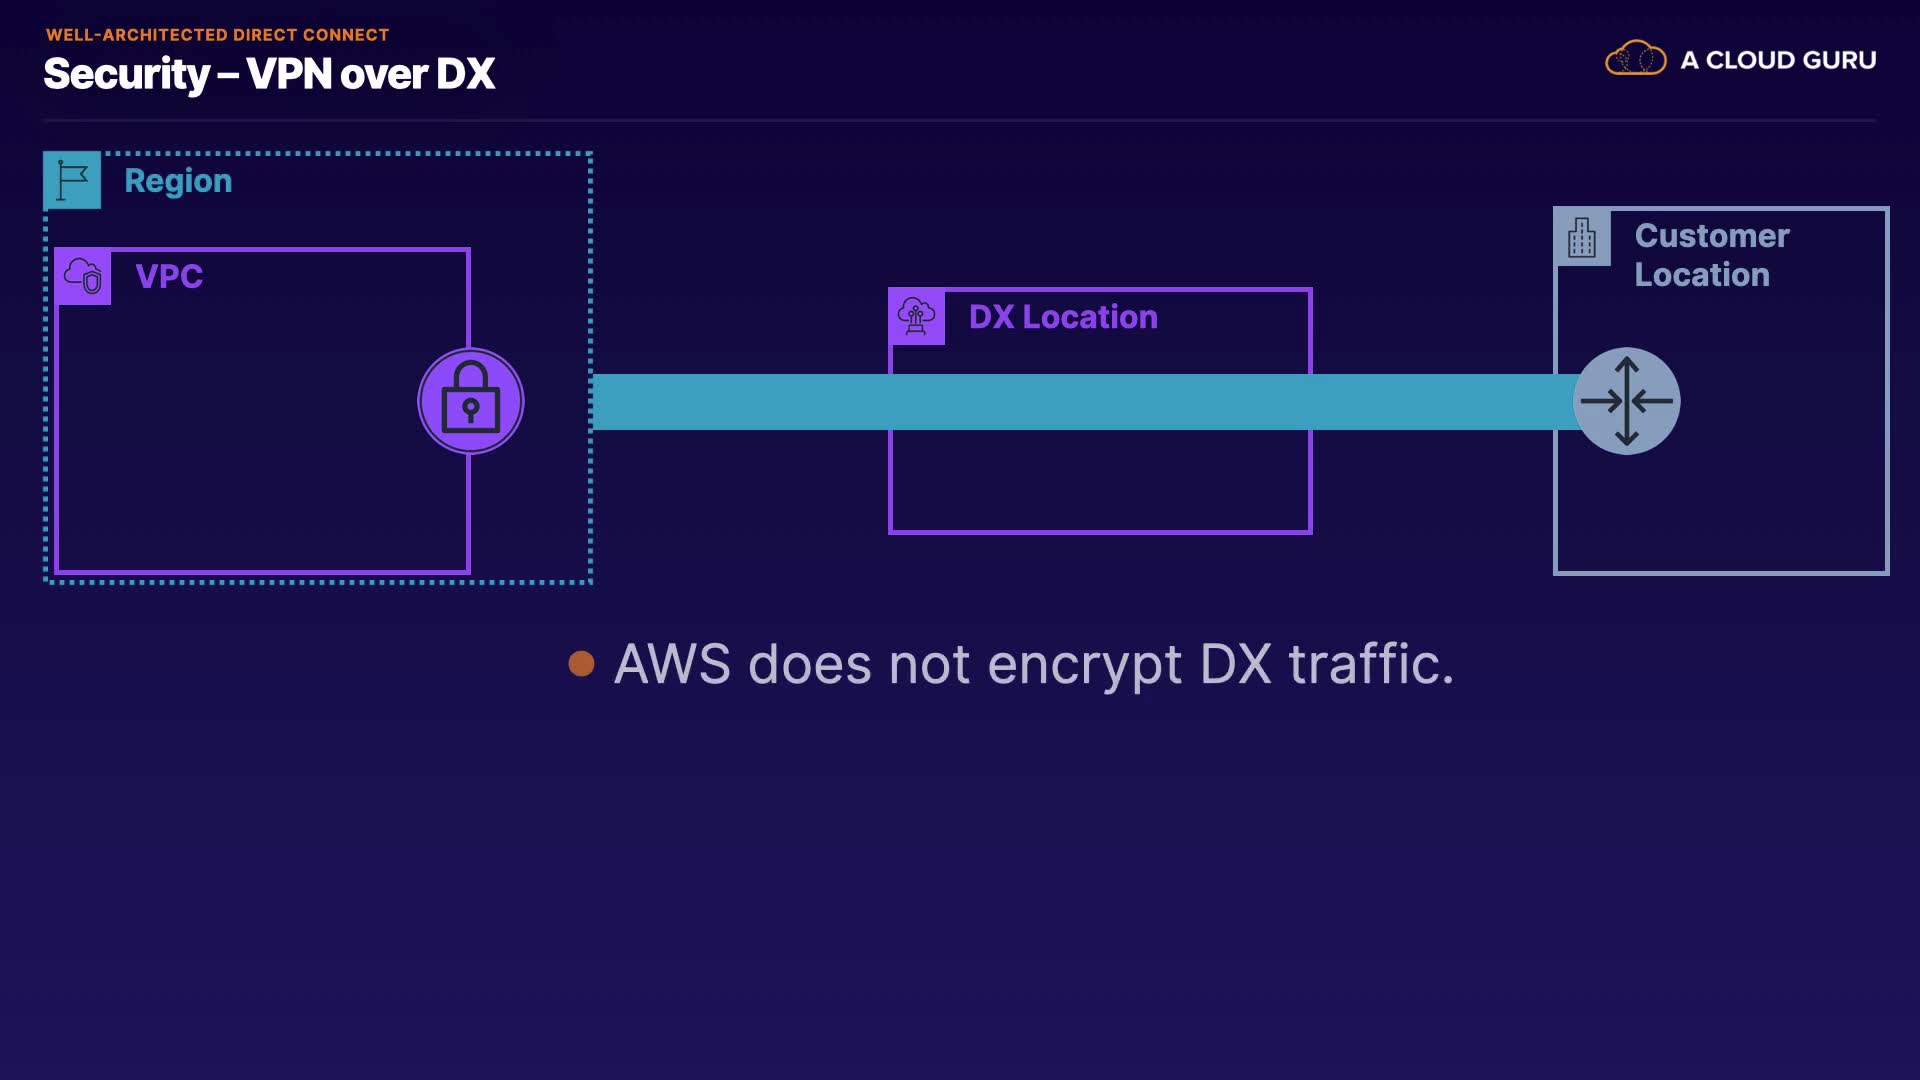 WELL-ARCHITECTED DIRECT CONNECT
Security – VPN over DX
A CLOUD GURU
Region
VPC
DX Location
Customer
Location
AWS does not encrypt DX traffic.